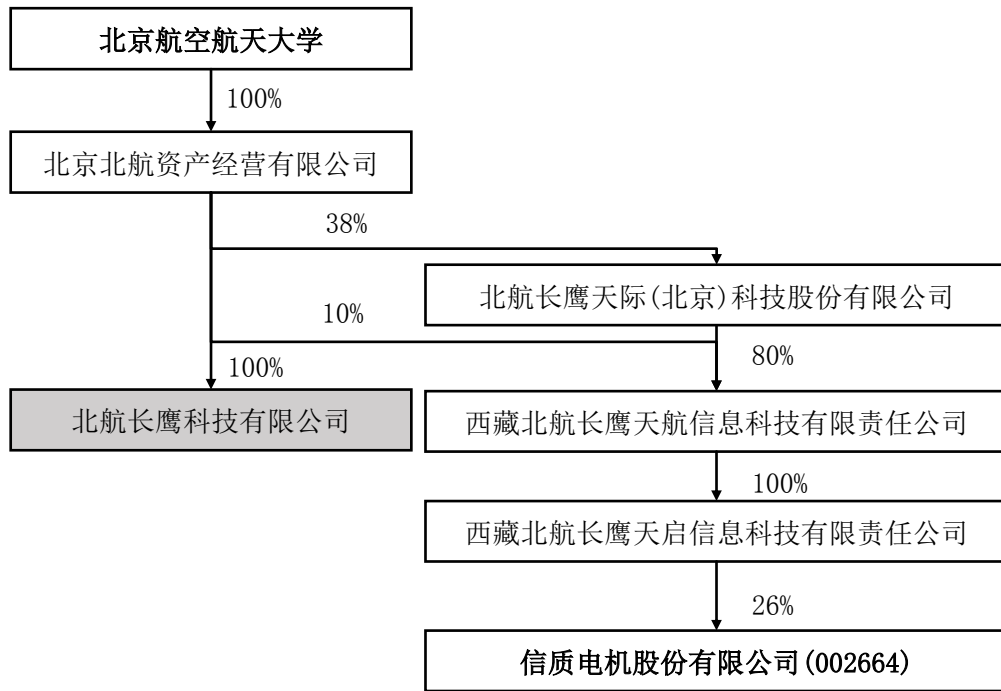 北京航空航天大学
100%
北京北航资产经营有限公司
38%
北航长鹰天际(北京)科技股份有限公司
10%
80%
100%
北航长鹰科技有限公司
西藏北航长鹰天航信息科技有限责任公司
100%
西藏北航长鹰天启信息科技有限责任公司
26%
信质电机股份有限公司(002664)